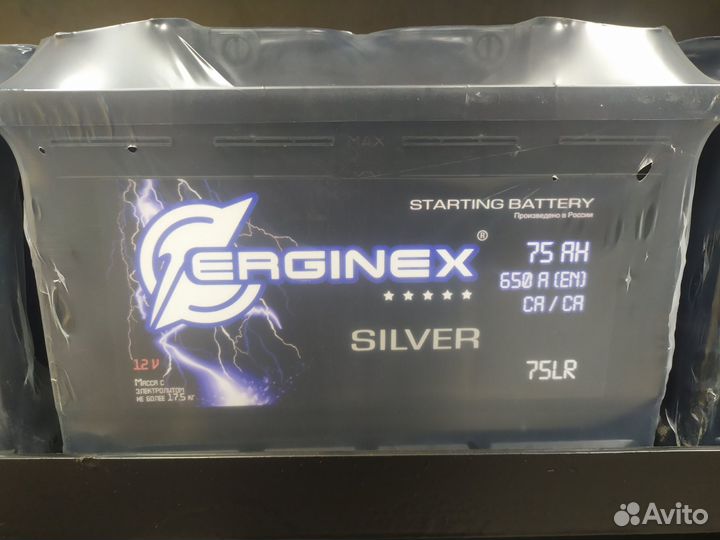 MAX
STARTING BATTERY
Произведено в России
TERGINEX ®
75 AH
650 A (EN)
CA / CA
SILVER
12 V
75LR
Масса с
электролитом
не более 17.5 кг
Avito